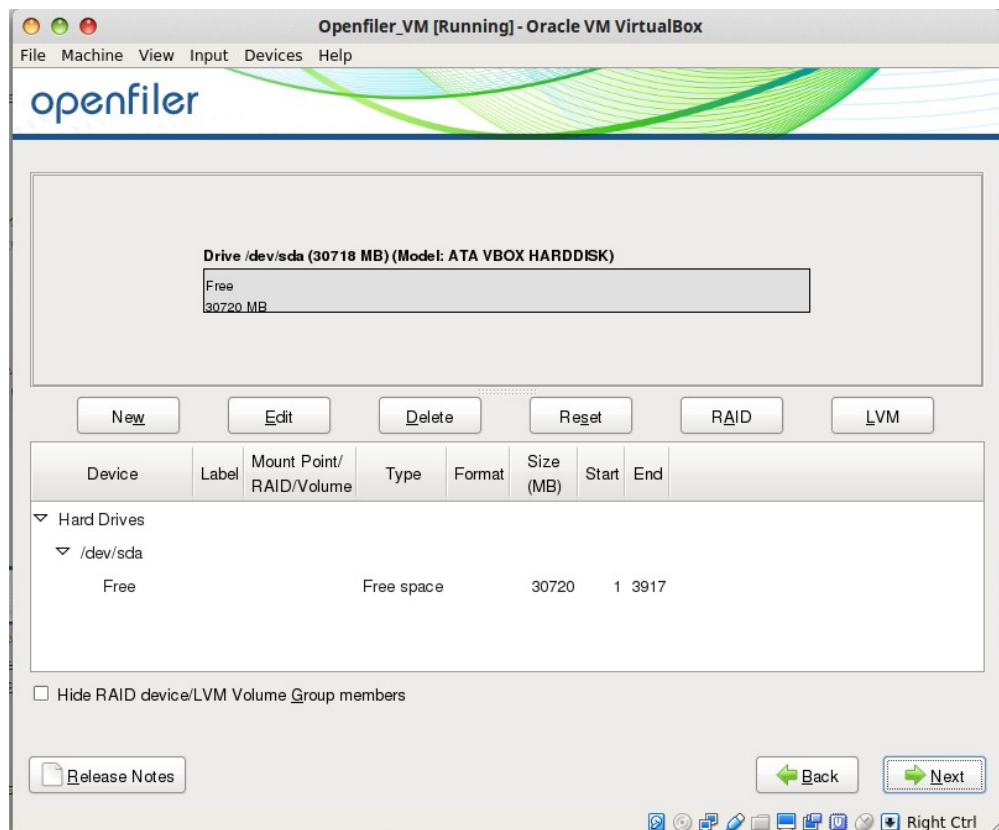 Openfiler_VM [Running] - Oracle VM VirtualBox
File Machine View Input Devices Help
openfiler
Drive /dev/sda (30718 MB) (Model: ATA VBOX HARDDISK)
Free
30720 MB
New Edit Delete Reset RAID LVM
Device Label Mount Point/ RAID/Volume Type Format Size (MB) Start End
Hard Drives
/dev/sda
Free Free space 30720 1 3917
Hide RAID device/LVM Volume Group members
Release Notes Back Next
Right Ctrl